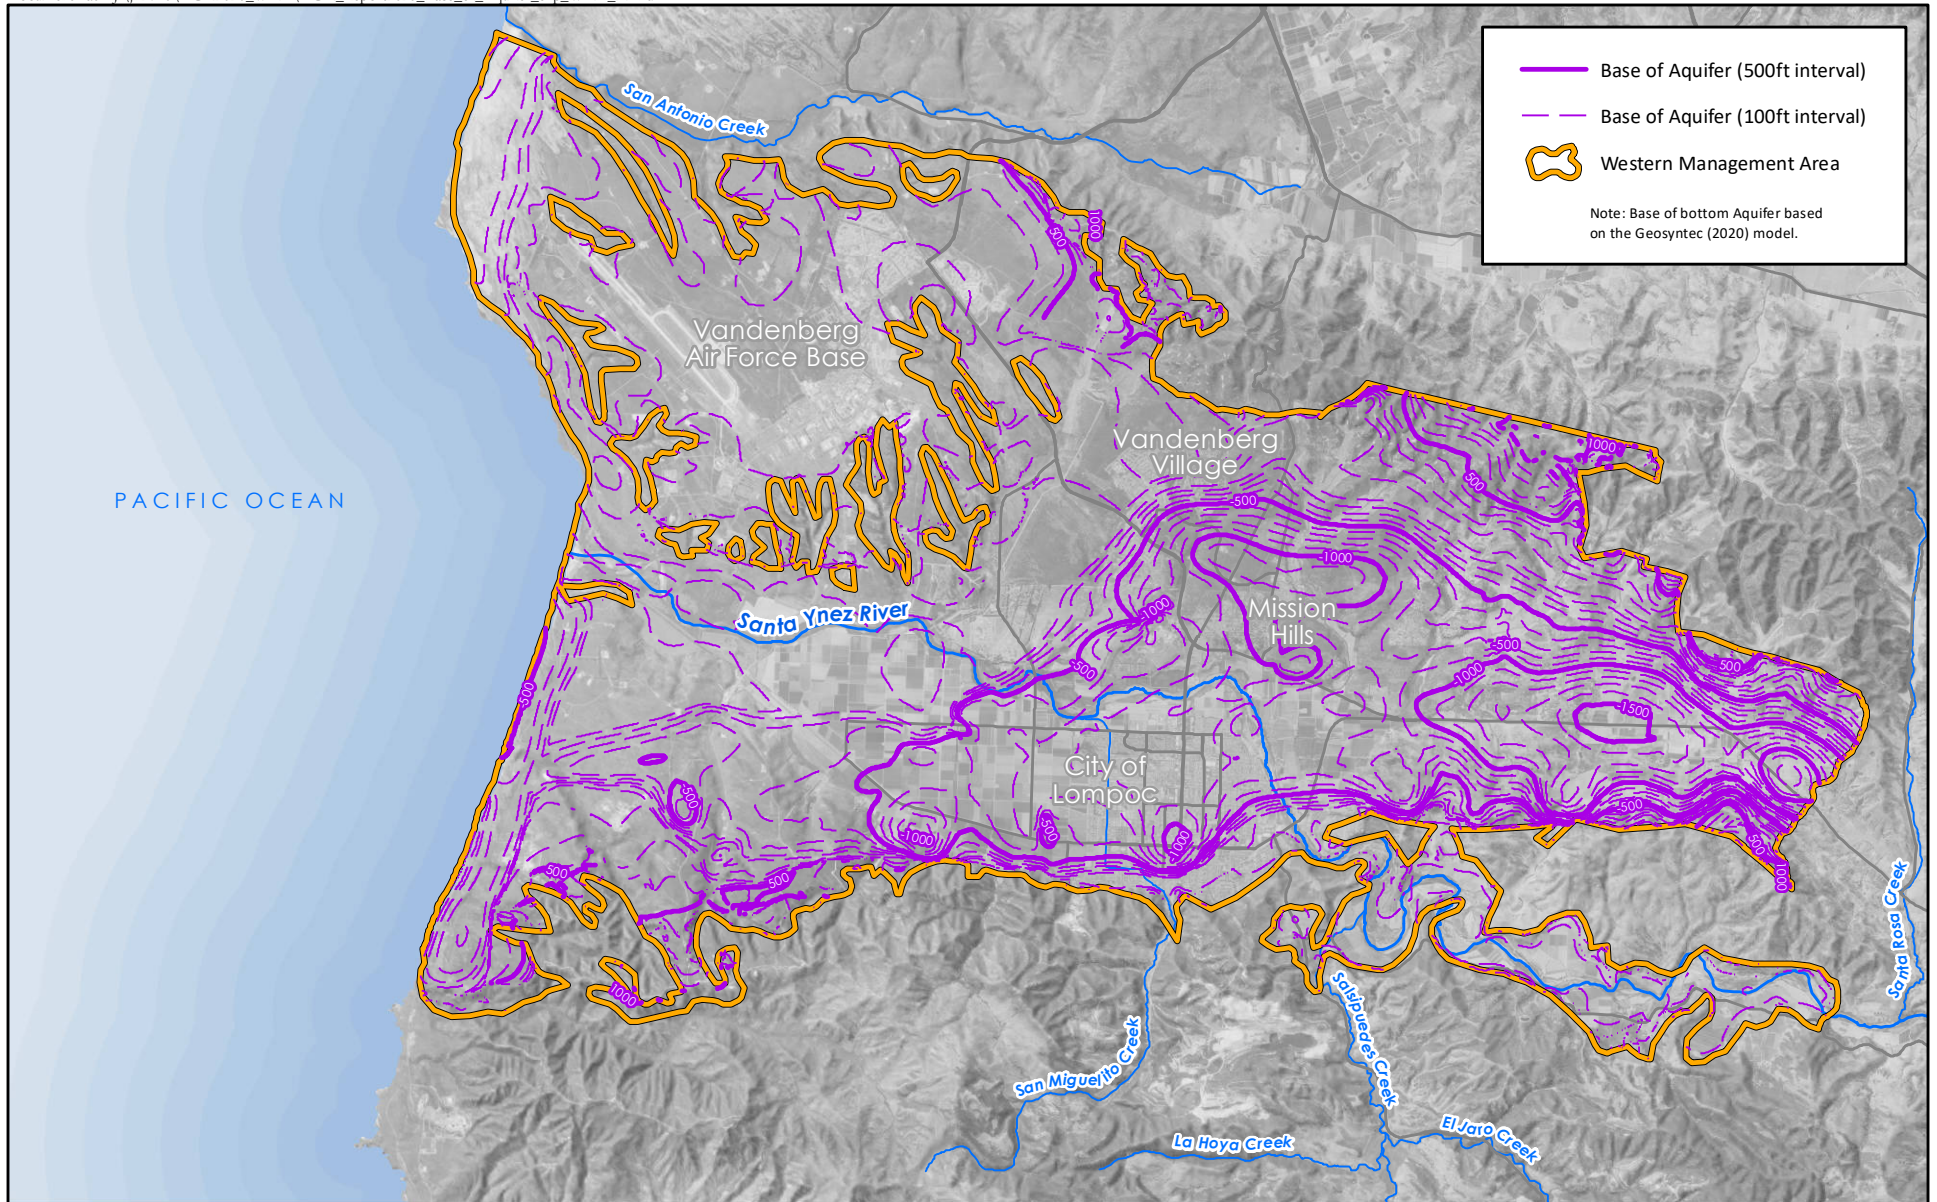 Base of Aquifer (500ft interval)
Base of Aquifer (100ft interval)
Western Management Area
Note: Base of bottom Aquifer based
on the Geosyntec (2020) model.
San Antonio Creek
1000
500
Vandenberg
Air Force Base
Vandenberg
Village
1000
500
PACIFIC OCEAN
-500
-1000
Mission
Hills
Santa Ynez River
-1000
-500
-500
-1000
-500
-500
-1500
City of
Lompoc
-500
-1000
-500
-1000
-500
500
1000
500
500
1000
Santa Rosa Creek
Salsipuedes Creek
San Miguelito Creek
La Hoya Creek
El Jaro Creek